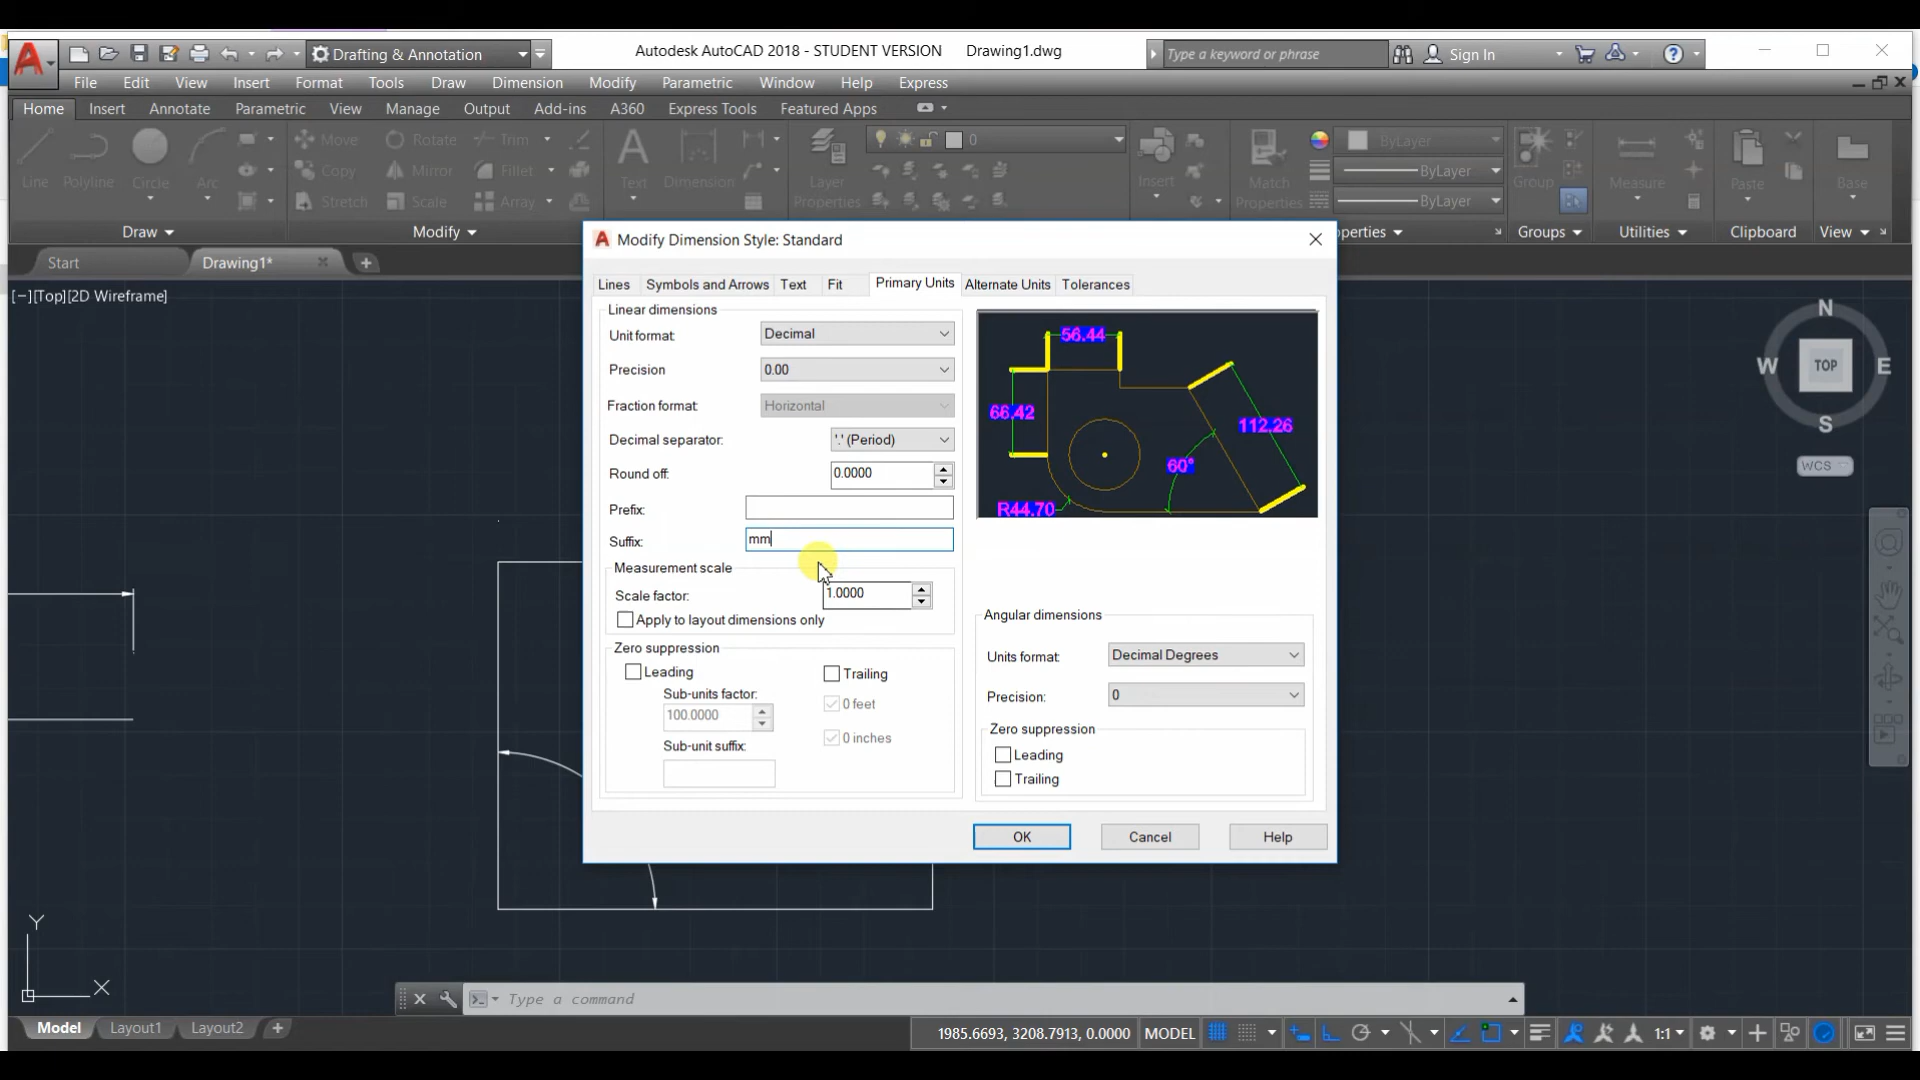 Drafting & Annotation
Autodesk AutoCAD 2018 - STUDENT VERSION Drawing1.dwg
Type a keyword or phrase
Sign In
File Edit View Insert Format Tools Draw Dimension Modify Parametric Window Help Express
Home Insert Annotate Parametric View Manage Output Add-ins A360 Express Tools Featured Apps
Line Polyline Circle Arc
Move Rotate Trim
Copy Mirror Fillet
Stretch Scale Array
Text Dimension
Layer
Properties
0
Insert
Match
Properties
ByLayer
ByLayer
ByLayer
Group
Measure
Paste
Base
Draw Modify
operties Groups Utilities Clipboard View
Start Drawing1*
[−][Top][2D Wireframe]
Modify Dimension Style: Standard
Lines Symbols and Arrows Text Fit Primary Units Alternate Units Tolerances
Linear dimensions
Unit format: Decimal
Precision 0.00
Fraction format: Horizontal
Decimal separator: '.' (Period)
Round off: 0.0000
Prefix:
Suffix: mm
Measurement scale
Scale factor: 1.0000
Apply to layout dimensions only
Zero suppression
Leading
Sub-units factor:
100.0000
Sub-unit suffix:
Trailing
0 feet
0 inches
56.44
66.42
112.26
60°
R44.70
Angular dimensions
Units format: Decimal Degrees
Precision: 0
Zero suppression
Leading
Trailing
OK Cancel Help
N
W TOP E
S
WCS
Y
X
Type a command
Model Layout1 Layout2
1985.6693, 3208.7913, 0.0000 MODEL 1:1